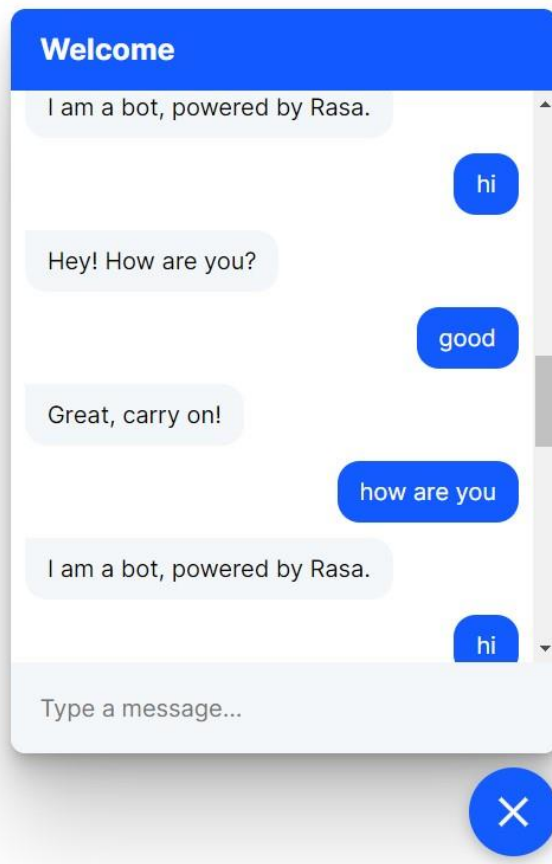 Welcome
I am a bot, powered by Rasa.
hi
Hey! How are you?
good
Great, carry on!
how are you
I am a bot, powered by Rasa.
hi
Type a message...